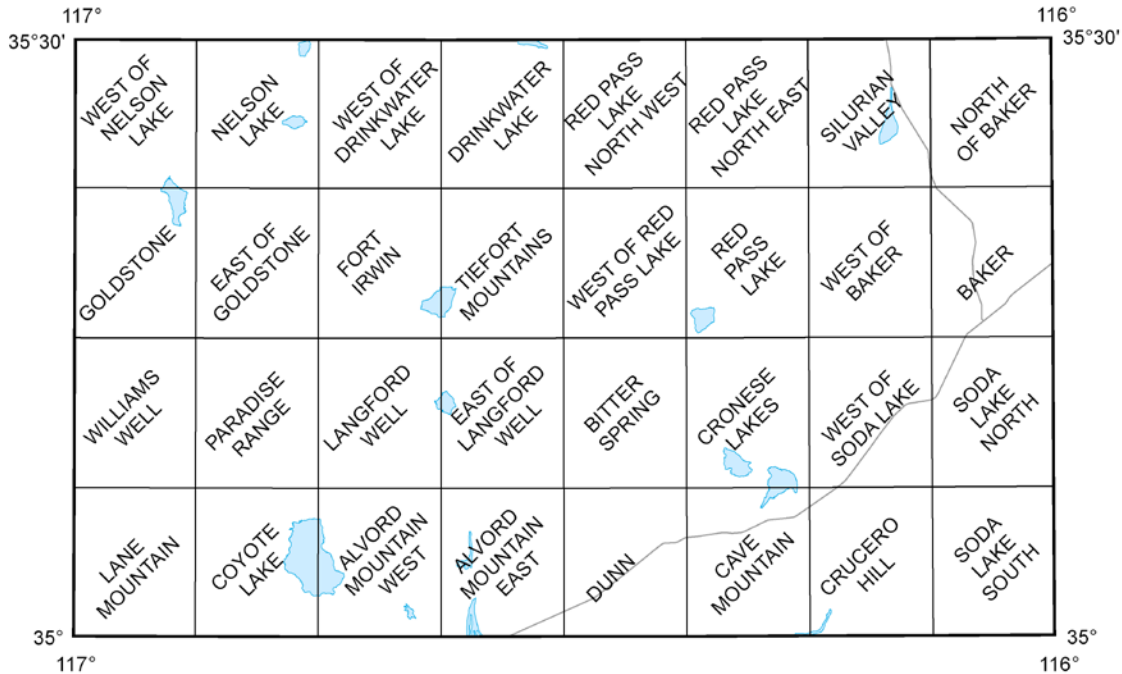 117°
116°
35°30'
35°30'
WEST OF
NELSON
LAKE
NELSON
LAKE
WEST OF
DRINKWATER
LAKE
DRINKWATER
LAKE
RED PASS
LAKE
NORTH WEST
RED PASS
LAKE
NORTH EAST
SILURIAN
VALLEY
NORTH
OF BAKER
GOLDSTONE
EAST OF
GOLDSTONE
FORT
IRWIN
TIEFORT
MOUNTAINS
WEST OF RED
PASS LAKE
RED
PASS
LAKE
WEST OF
BAKER
BAKER
WILLIAMS
WELL
PARADISE
RANGE
LANGFORD
WELL
EAST OF
LANGFORD
WELL
BITTER
SPRING
CRONESE
LAKES
WEST OF
SODA LAKE
SODA
LAKE
NORTH
LANE
MOUNTAIN
COYOTE
LAKE
ALVORD
MOUNTAIN
WEST
ALVORD
MOUNTAIN
EAST
DUNN
CAVE
MOUNTAIN
CRUCERO
HILL
SODA
LAKE
SOUTH
35°
35°
117°
116°